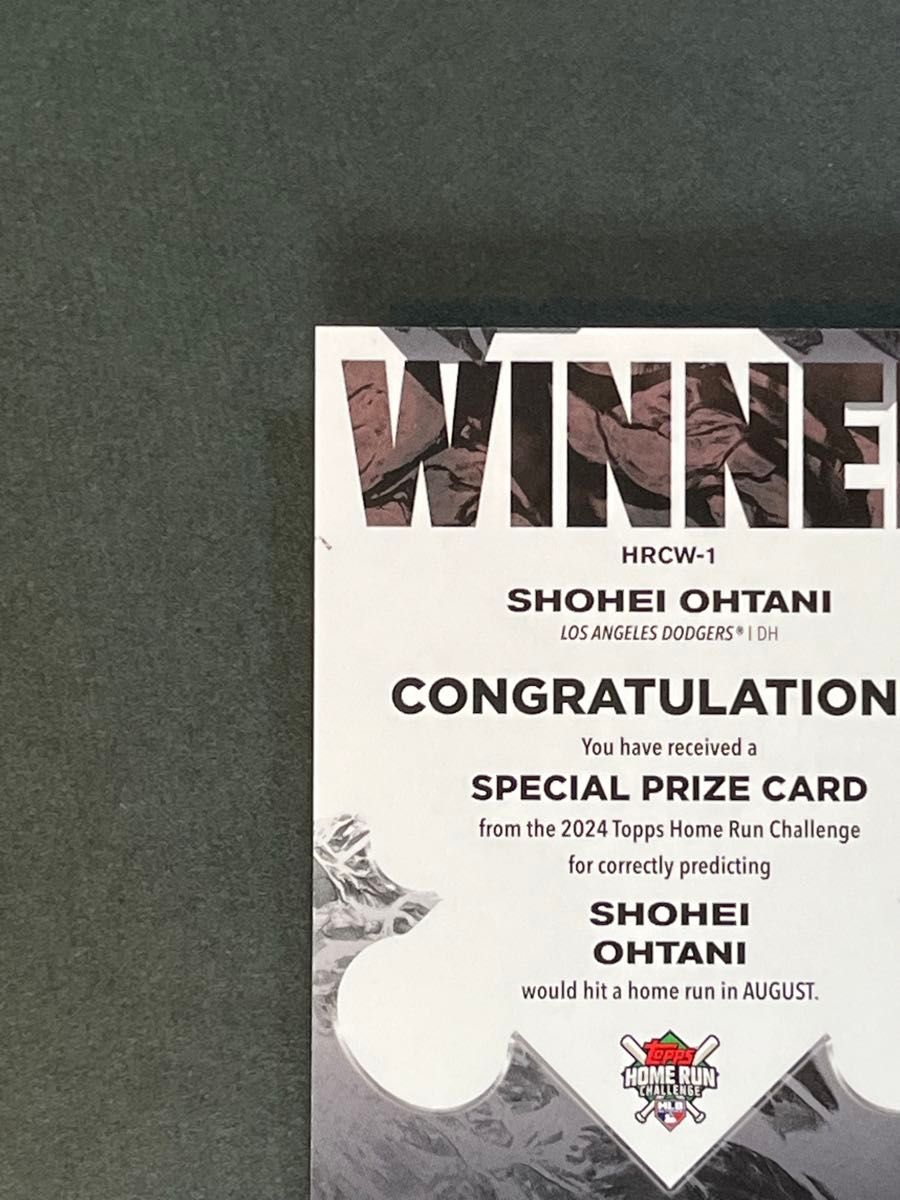 WINNE
HRCW-1
SHOHEI OHTANI
LOS ANGELES DODGERS® | DH
CONGRATULATION
You have received a
SPECIAL PRIZE CARD
from the 2024 Topps Home Run Challenge
for correctly predicting
SHOHEI
OHTANI
would hit a home run in AUGUST.
topps
HOME RUN
CHALLENGE
MLB